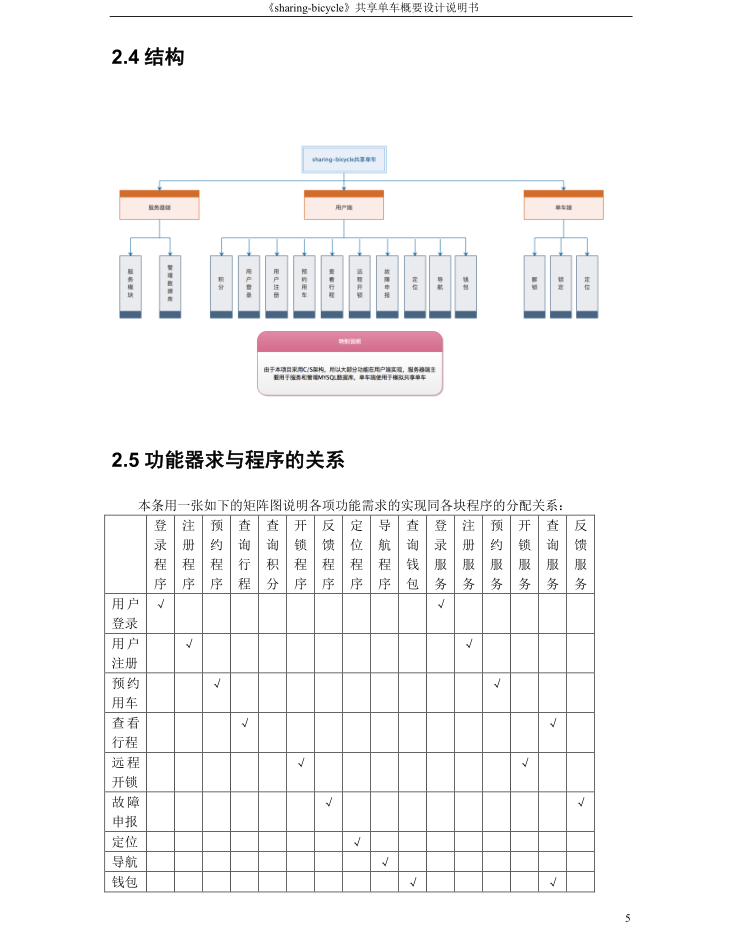 《sharing-bicycle》共享单车概要设计说明书
2.4 结构
sharing-bicycle共享单车
服务器端
用户端
单车端
服务模块
管理数据库
积分
用户登录
用户注册
预约用车
查看行程
远程开锁
故障申报
定位
导航
钱包
解锁
锁定
定位
特别说明
由于本项目采用C/S架构，所以大部分功能在用户端实现，服务器端主
要用于服务和管理MYSQL数据库，单车端使用于模拟共享单车
2.5 功能器求与程序的关系
本条用一张如下的矩阵图说明各项功能需求的实现同各块程序的分配关系：
登 注 预 查 查 开 反 定 导 查 登 注 预 开 查 反
录 册 约 询 询 锁 馈 位 航 询 录 册 约 锁 询 馈
程 程 程 行 积 程 程 程 程 钱 服 服 服 服 服 服
序 序 序 程 分 序 序 序 序 包 务 务 务 务 务 务
用户 √ √
登录
用户 √ √
注册
预约 √ √
用车
查看 √ √
行程
远程 √ √
开锁
故障 √ √
申报
定位 √
导航 √
钱包 √ √
5